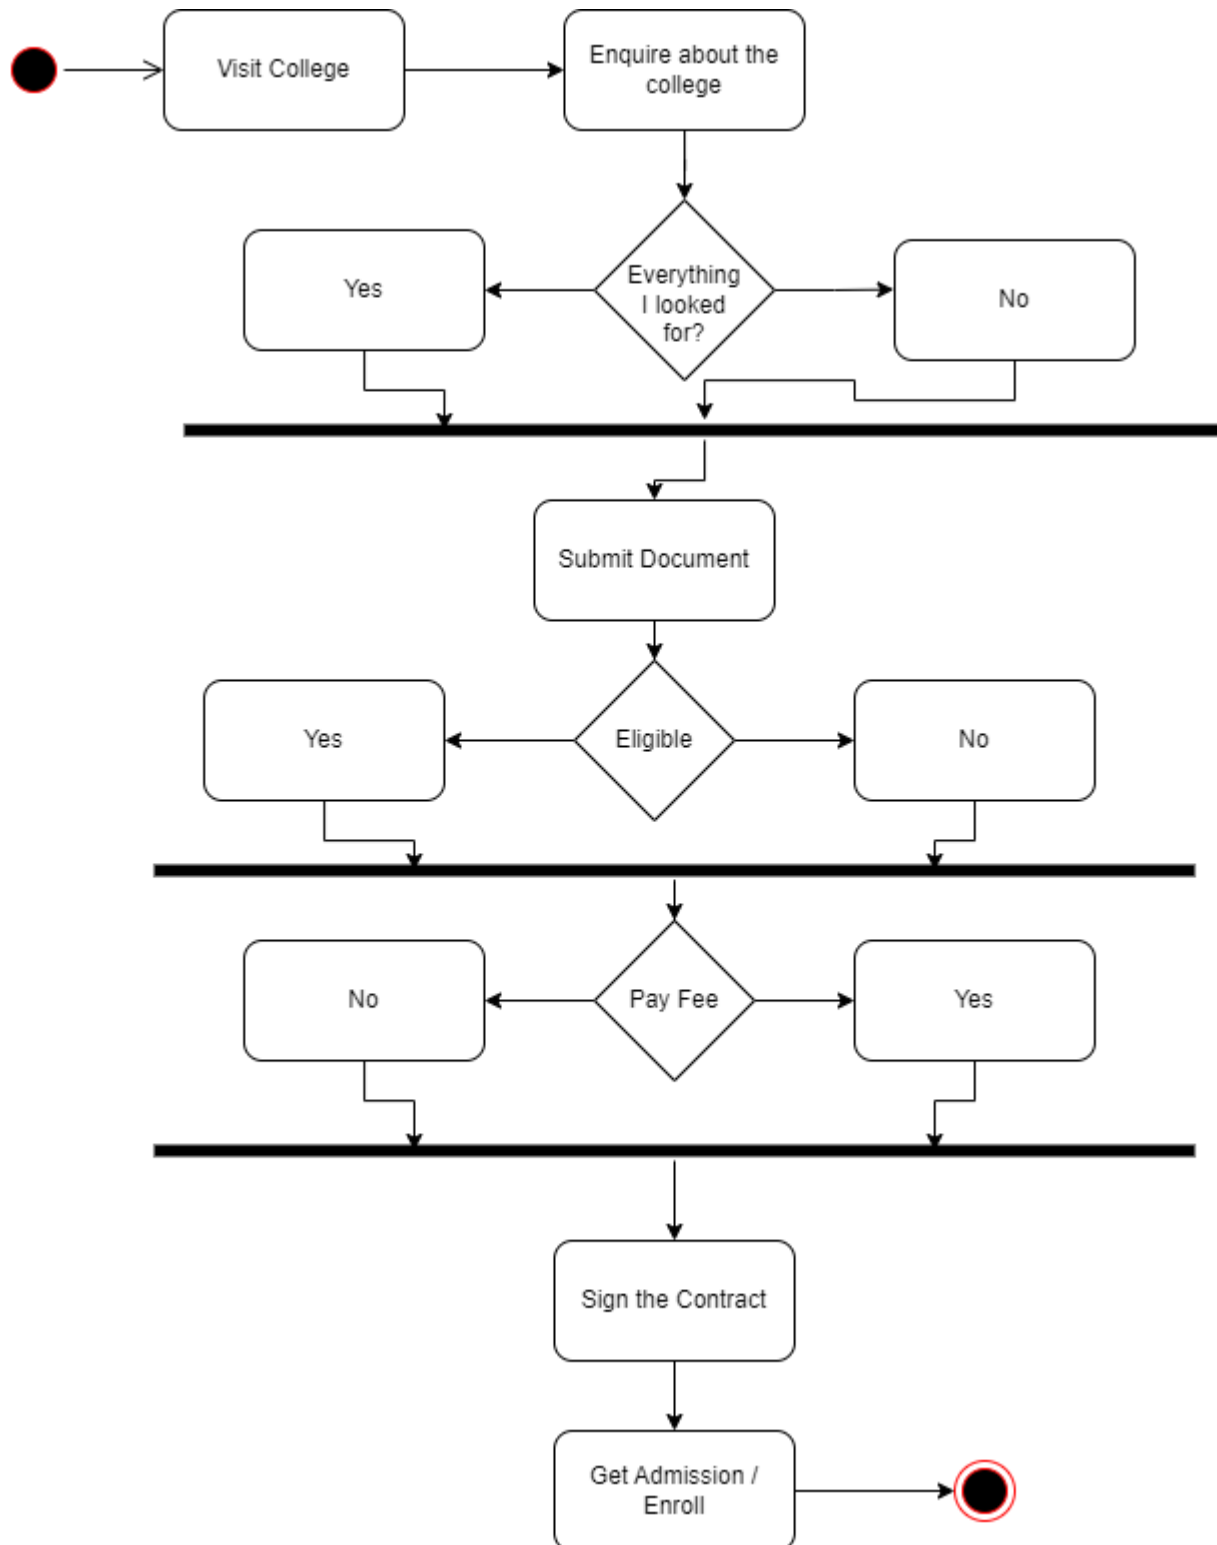 Visit College
Enquire about the
college
Everything
I looked
for?
Yes
No
Submit Document
Yes
Eligible
No
No
Pay Fee
Yes
Sign the Contract
Get Admission /
Enroll